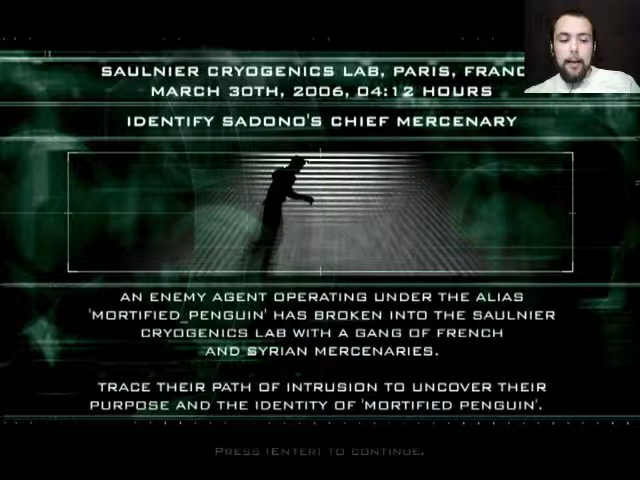 SAULNIER CRYOGENICS LAB, PARIS, FRANC
MARCH 30TH, 2006, 04:12 HOURS
IDENTIFY SADONO'S CHIEF MERCENARY
AN ENEMY AGENT OPERATING UNDER THE ALIAS
'MORTIFIED_PENGUIN' HAS BROKEN INTO THE SAULNIER
CRYOGENICS LAB WITH A GANG OF FRENCH
AND SYRIAN MERCENARIES.
TRACE THEIR PATH OF INTRUSION TO UNCOVER THEIR
PURPOSE AND THE IDENTITY OF 'MORTIFIED PENGUIN'.
PRESS (ENTER) TO CONTINUE.